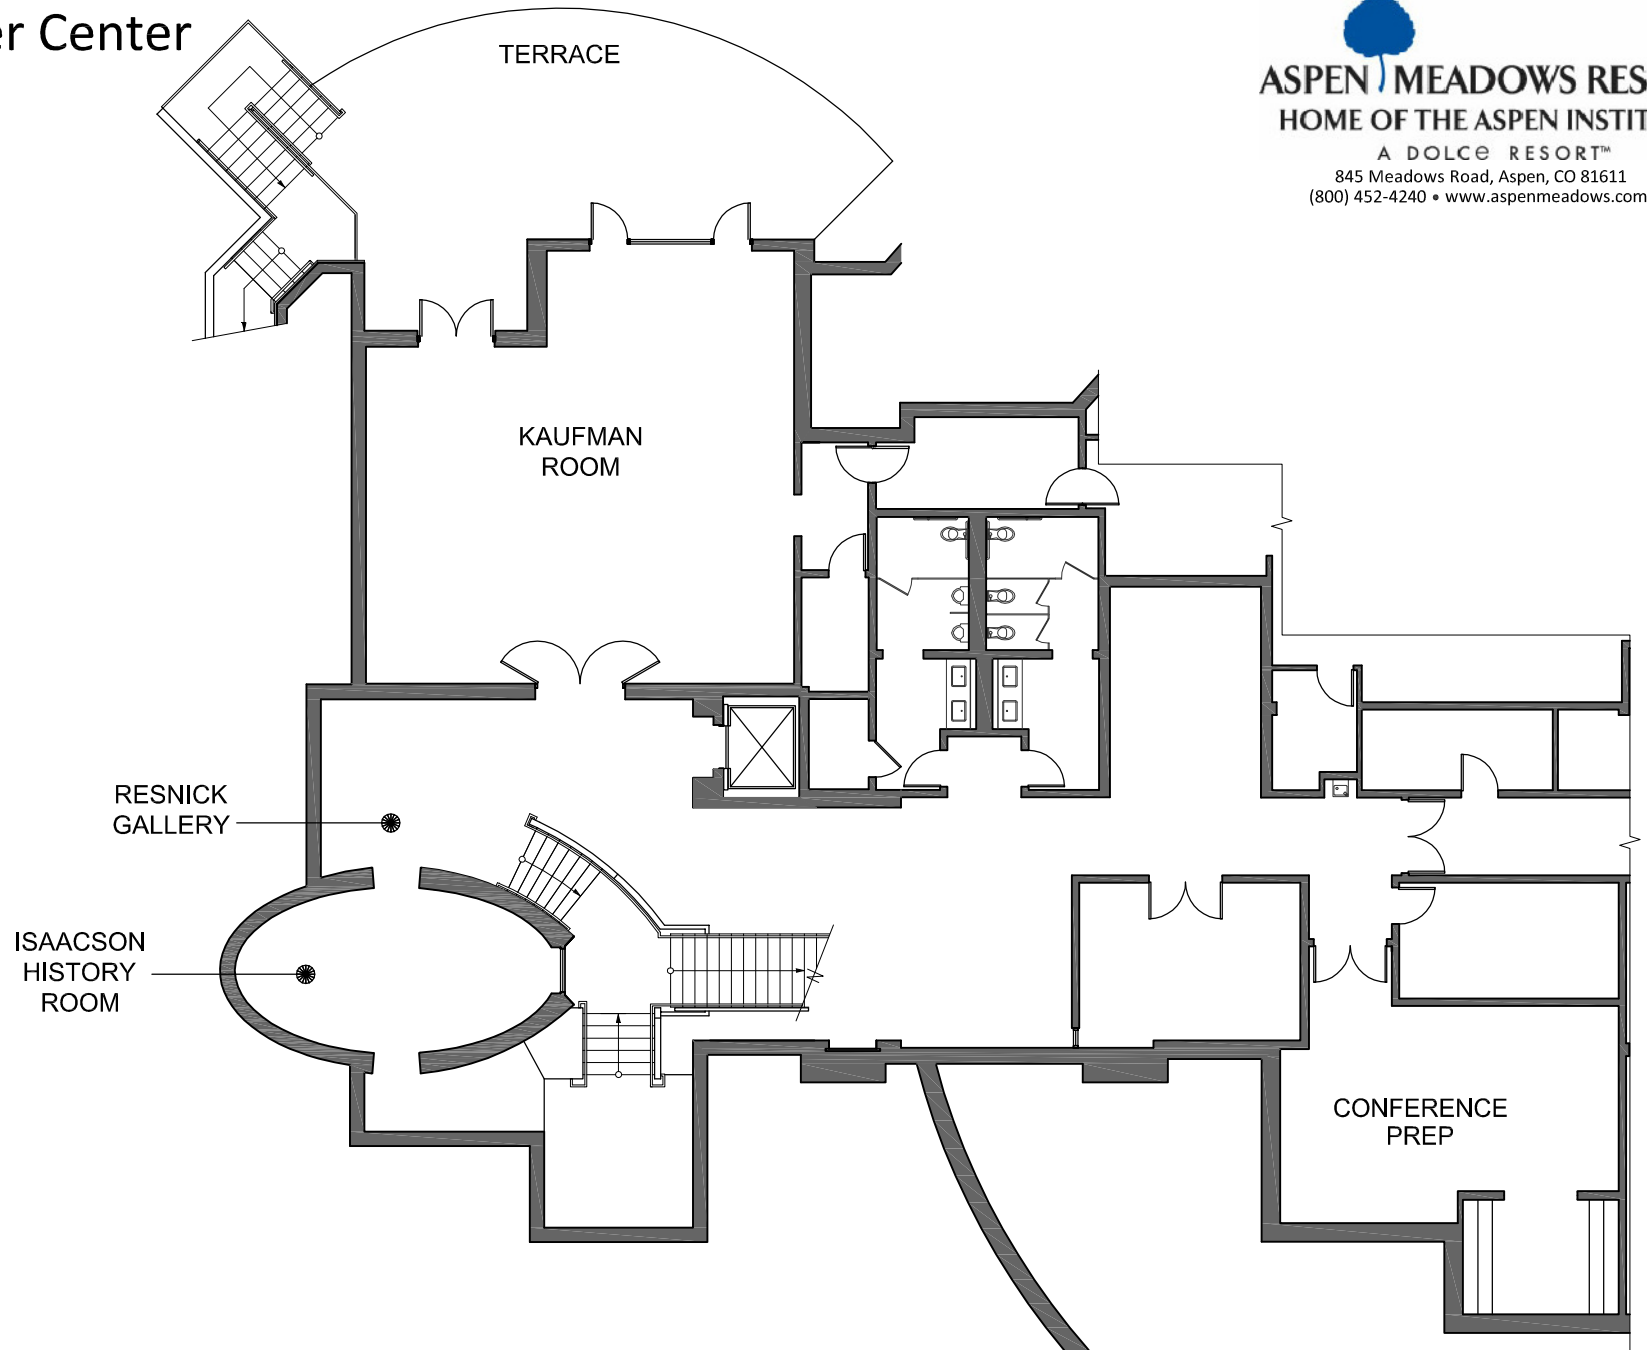 er Center
TERRACE
ASPEN MEADOWS RES
HOME OF THE ASPEN INSTIT
A DOLCE RESORT™
845 Meadows Road, Aspen, CO 81611
(800) 452-4240 • www.aspenmeadows.com
KAUFMAN
ROOM
RESNICK
GALLERY
ISAACSON
HISTORY
ROOM
CONFERENCE
PREP